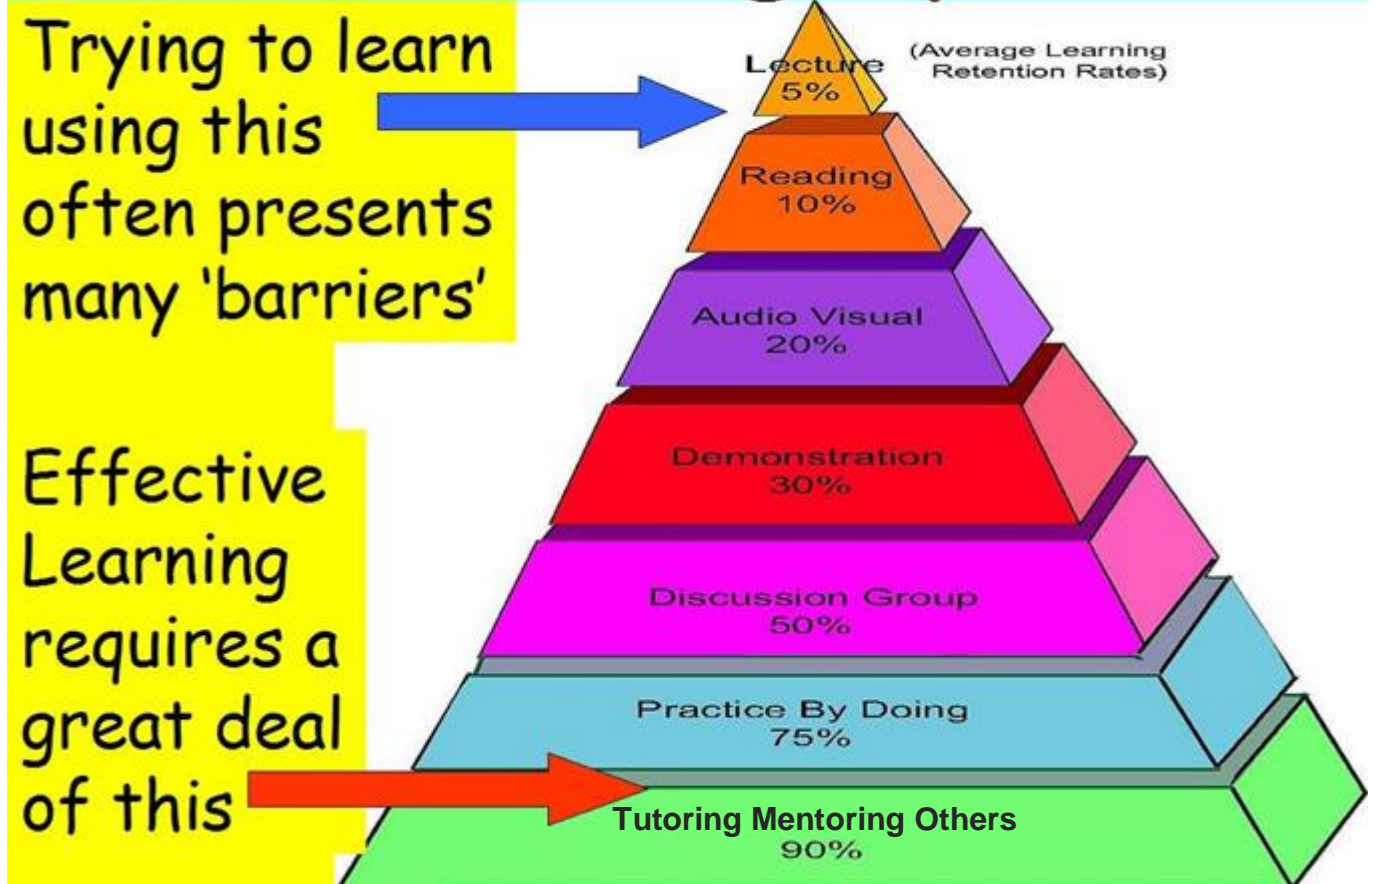 Trying to learn
using this
often presents
many ‘barriers’
Effective
Learning
requires a
great deal
of this
(Average Learning
Retention Rates)
Lecture
5%
Reading
10%
Audio Visual
20%
Demonstration
30%
Discussion Group
50%
Practice By Doing
75%
Tutoring Mentoring Others
90%